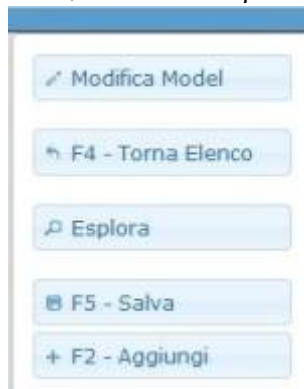 Modifica Model
F4 - Torna Elenco
Esplora
F5 - Salva
F2 - Aggiungi